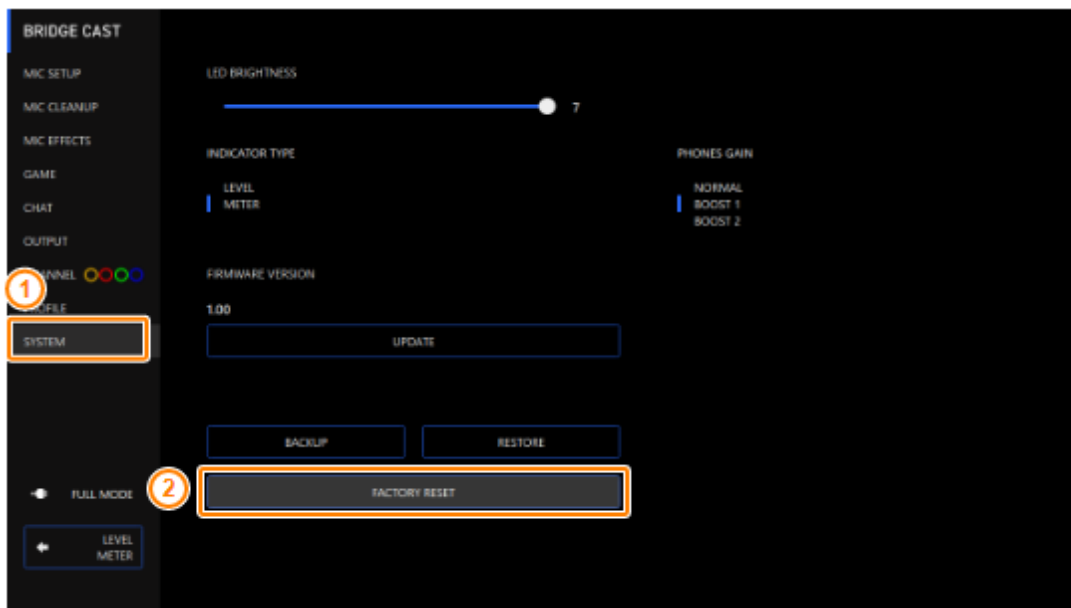 BRIDGE CAST
MIC SETUP
MIC CLEANUP
MIC EFFECTS
GAME
CHAT
OUTPUT
1
SYSTEM
FULL MODE
LEVEL
METER
LED BRIGHTNESS
7
INDICATOR TYPE
LEVEL
METER
PHONES GAIN
NORMAL
BOOST 1
BOOST 2
FIRMWARE VERSION
1.00
UPDATE
BACKUP
RESTORE
2
FACTORY RESET